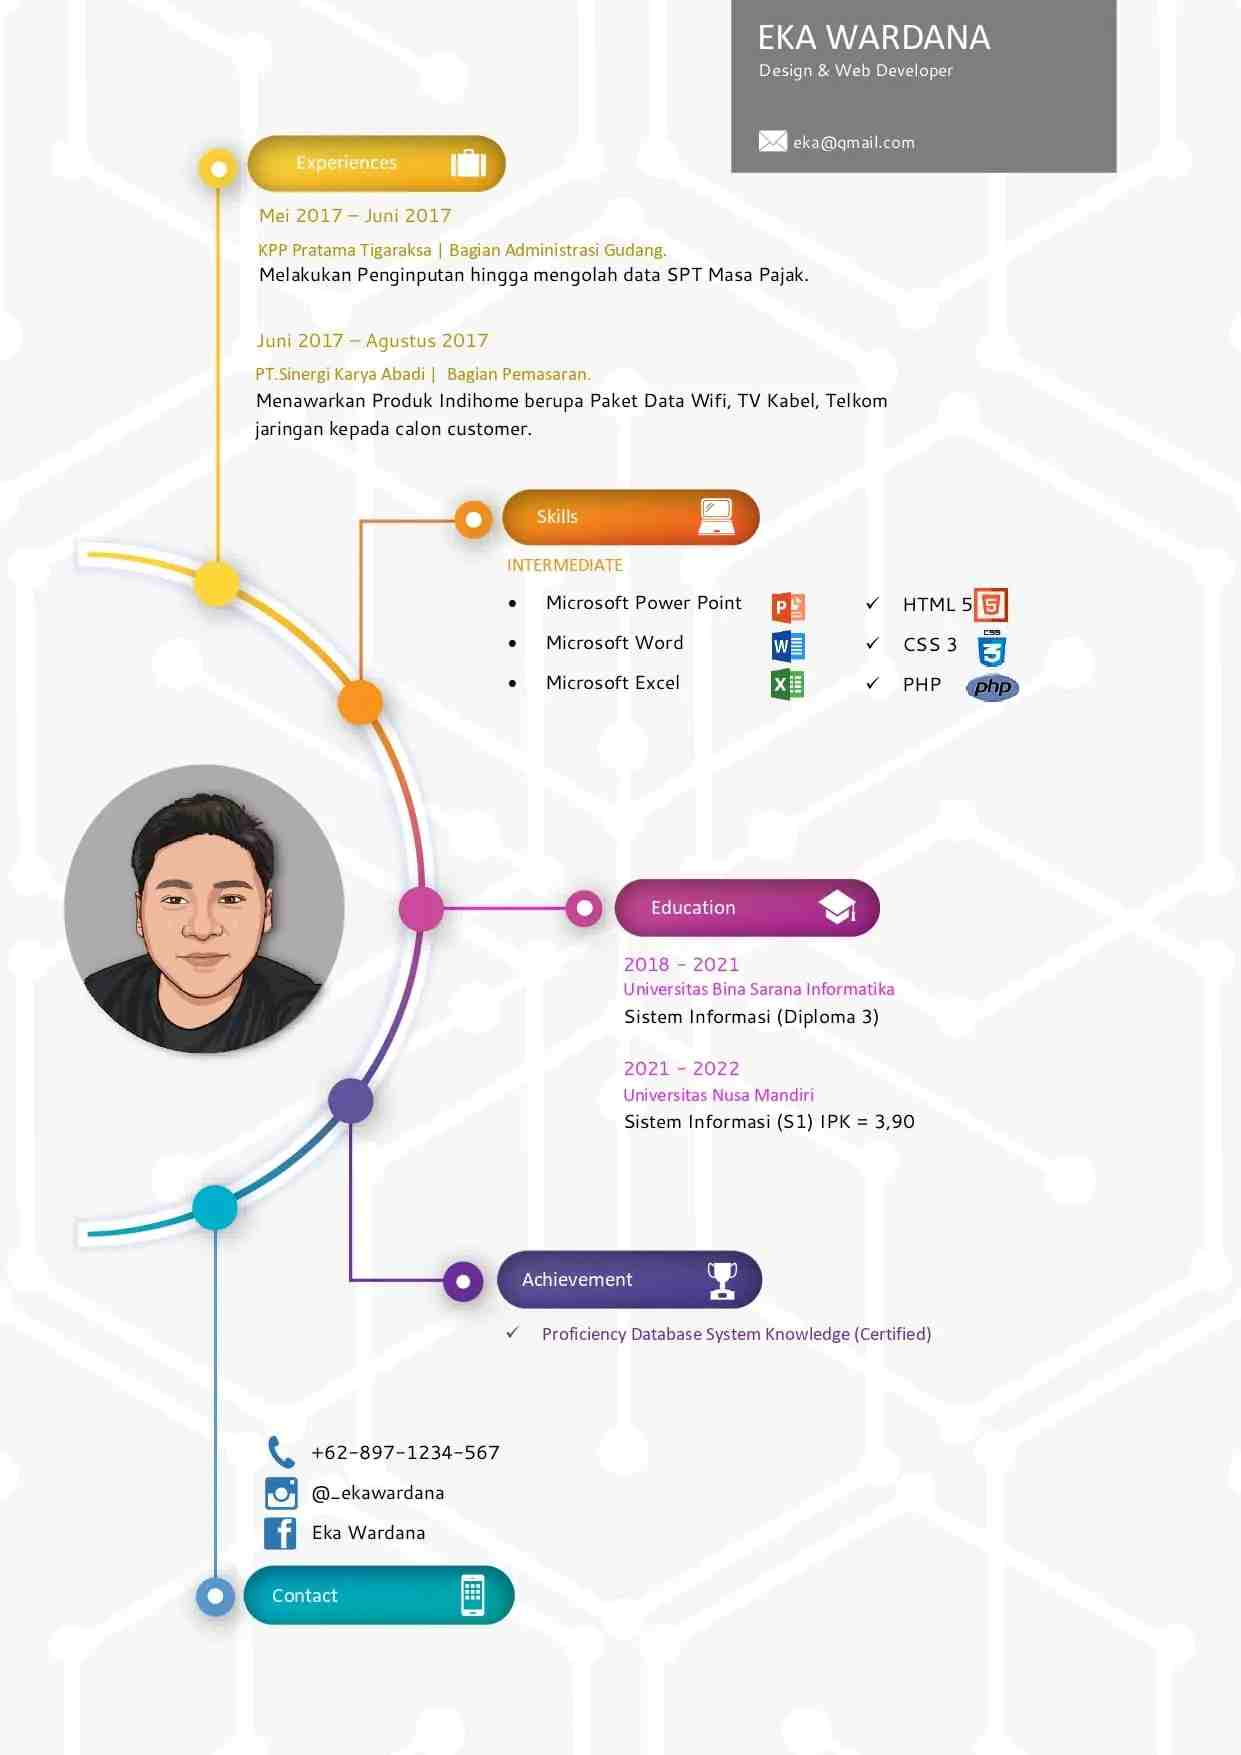 EKA WARDANA
Design & Web Developer
eka@gmail.com
Experiences
Mei 2017 – Juni 2017
KPP Pratama Tigaraksa | Bagian Administrasi Gudang.
Melakukan Penginputan hingga mengolah data SPT Masa Pajak.
Juni 2017 – Agustus 2017
PT.Sinergi Karya Abadi | Bagian Pemasaran.
Menawarkan Produk Indihome berupa Paket Data Wifi, TV Kabel, Telkom
jaringan kepada calon customer.
Skills
INTERMEDIATE
• Microsoft Power Point P
• Microsoft Word W
• Microsoft Excel X
✓ HTML 5 5
✓ CSS 3 CSS 3
✓ PHP php
Education
2018 - 2021
Universitas Bina Sarana Informatika
Sistem Informasi (Diploma 3)
2021 - 2022
Universitas Nusa Mandiri
Sistem Informasi (S1) IPK = 3,90
Achievement
✓ Proficiency Database System Knowledge (Certified)
+62-897-1234-567
@_ekawardana
f Eka Wardana
Contact